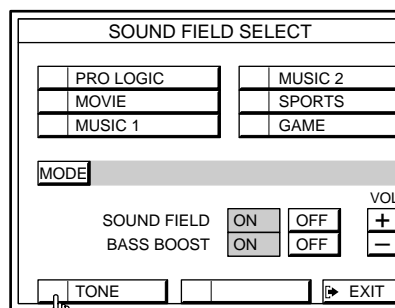 SOUND FIELD SELECT
PRO LOGIC MUSIC 2
MOVIE SPORTS
MUSIC 1 GAME
MODE
VOL
SOUND FIELD ON OFF +
BASS BOOST ON OFF −
TONE EXIT